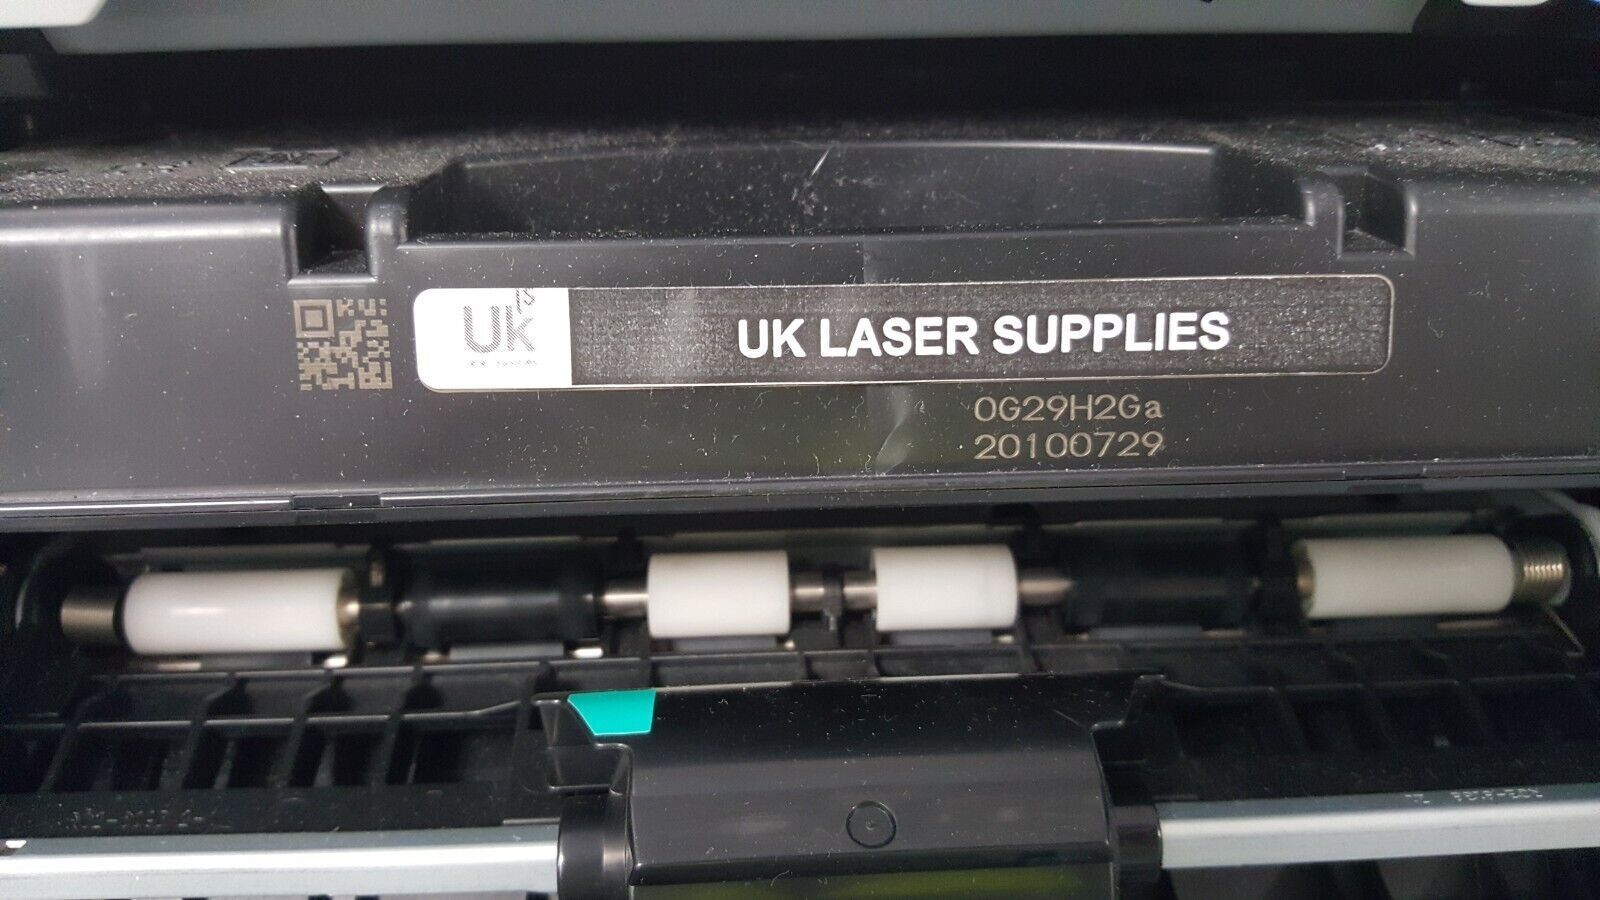 Uk
UK LASER SUPPLIES
0G29H2Ga
20100729